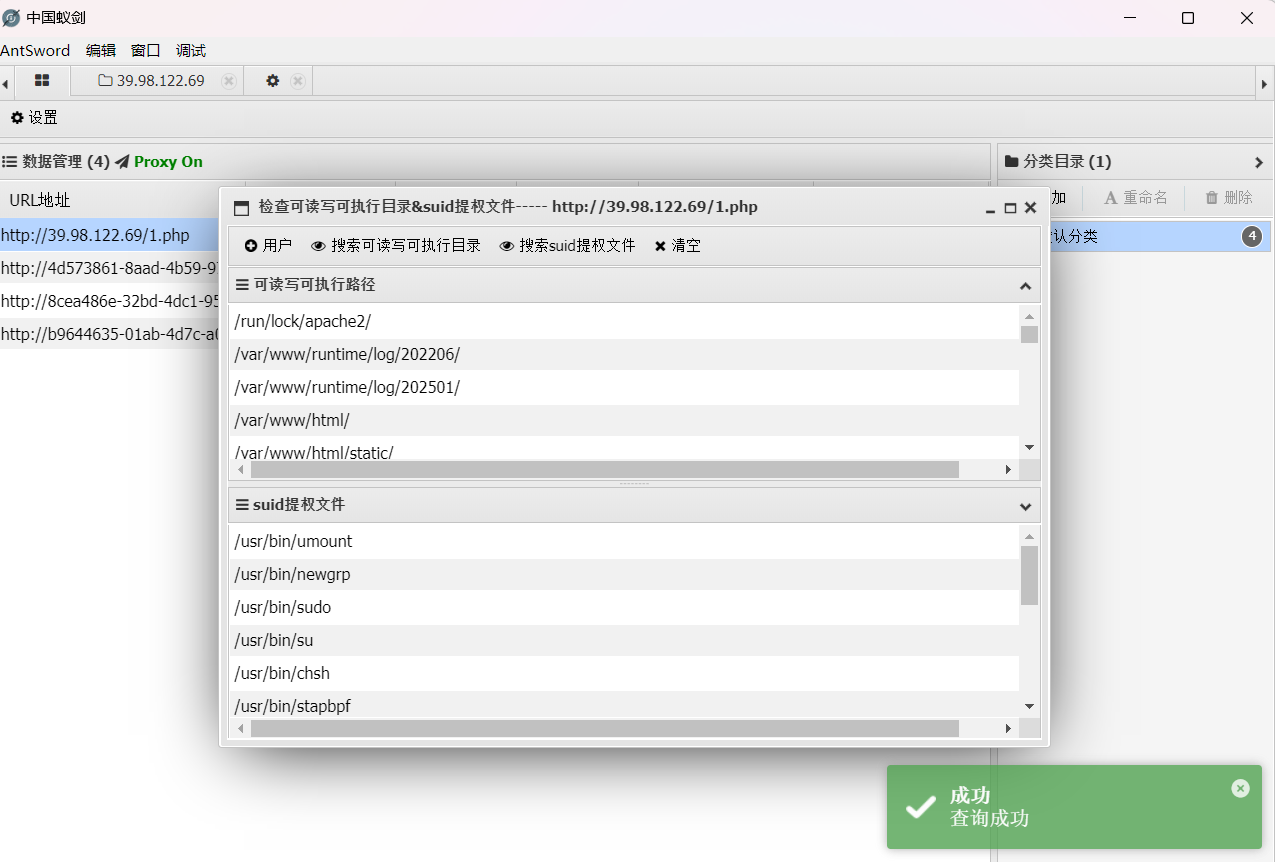 中国蚁剑
AntSword 编辑 窗口 调试
39.98.122.69
设置
数据管理 (4) Proxy On
分类目录 (1)
URL地址
加 重命名 删除
http://39.98.122.69/1.php
认分类 4
http://4d573861-8aad-4b59-9
http://8cea486e-32bd-4dc1-95
http://b9644635-01ab-4d7c-a
检查可读写可执行目录&suid提权文件----- http://39.98.122.69/1.php
用户 搜索可读写可执行目录 搜索suid提权文件 清空
可读写可执行路径
/run/lock/apache2/
/var/www/runtime/log/202206/
/var/www/runtime/log/202501/
/var/www/html/
/var/www/html/static/
suid提权文件
/usr/bin/umount
/usr/bin/newgrp
/usr/bin/sudo
/usr/bin/su
/usr/bin/chsh
/usr/bin/stapbpf
成功
查询成功